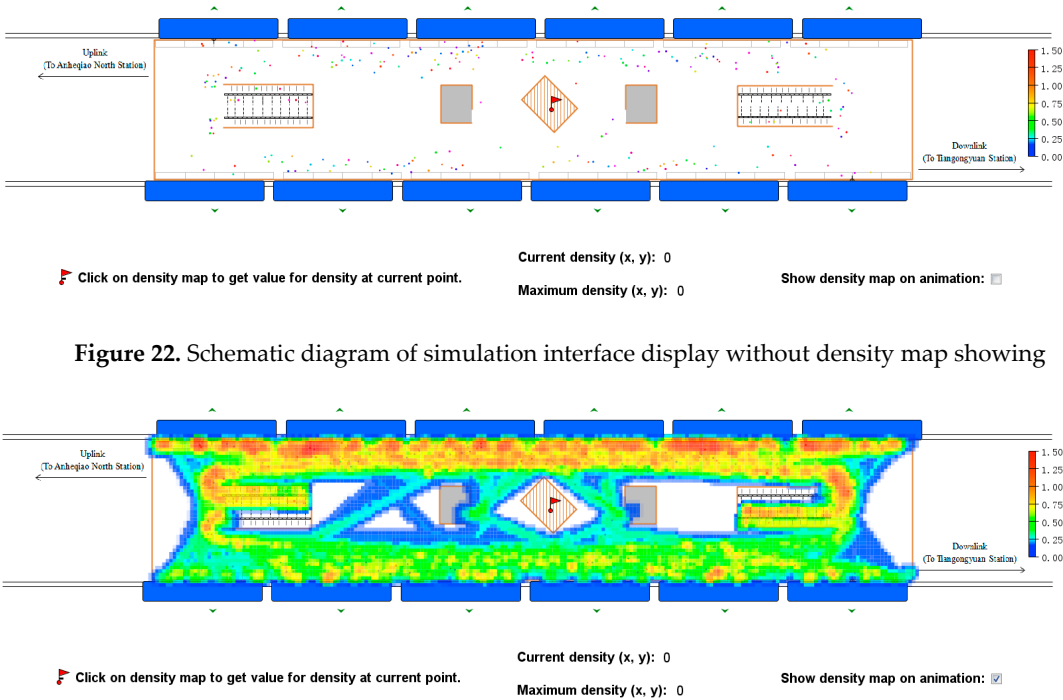 Uplink
(To Anheqiao North Station)
1.50
1.25
1.00
0.75
0.50
0.25
0.00
Downlink
(To Tiangongyuan Station)
Click on density map to get value for density at current point.
Current density (x, y): 0
Maximum density (x, y): 0
Show density map on animation:
Figure 22. Schematic diagram of simulation interface display without density map showing
Uplink
(To Anheqiao North Station)
1.50
1.25
1.00
0.75
0.50
0.25
0.00
Downlink
(To Tiangongyuan Station)
Click on density map to get value for density at current point.
Current density (x, y): 0
Maximum density (x, y): 0
Show density map on animation: